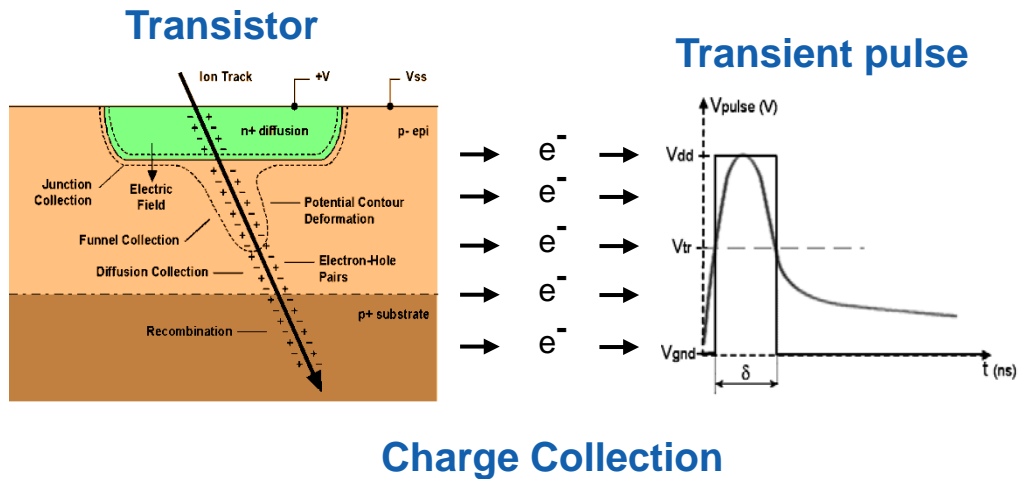 Transistor
Ion Track
+V
Vss
n+ diffusion
p- epi
Junction
Collection
Electric
Field
Potential Contour
Deformation
Funnel Collection
Diffusion Collection
Electron-Hole
Pairs
p+ substrate
Recombination
e-
e-
e-
e-
e-
Transient pulse
Vpulse (V)
Vdd
Vtr
Vgnd
δ
t (ns)
Charge Collection